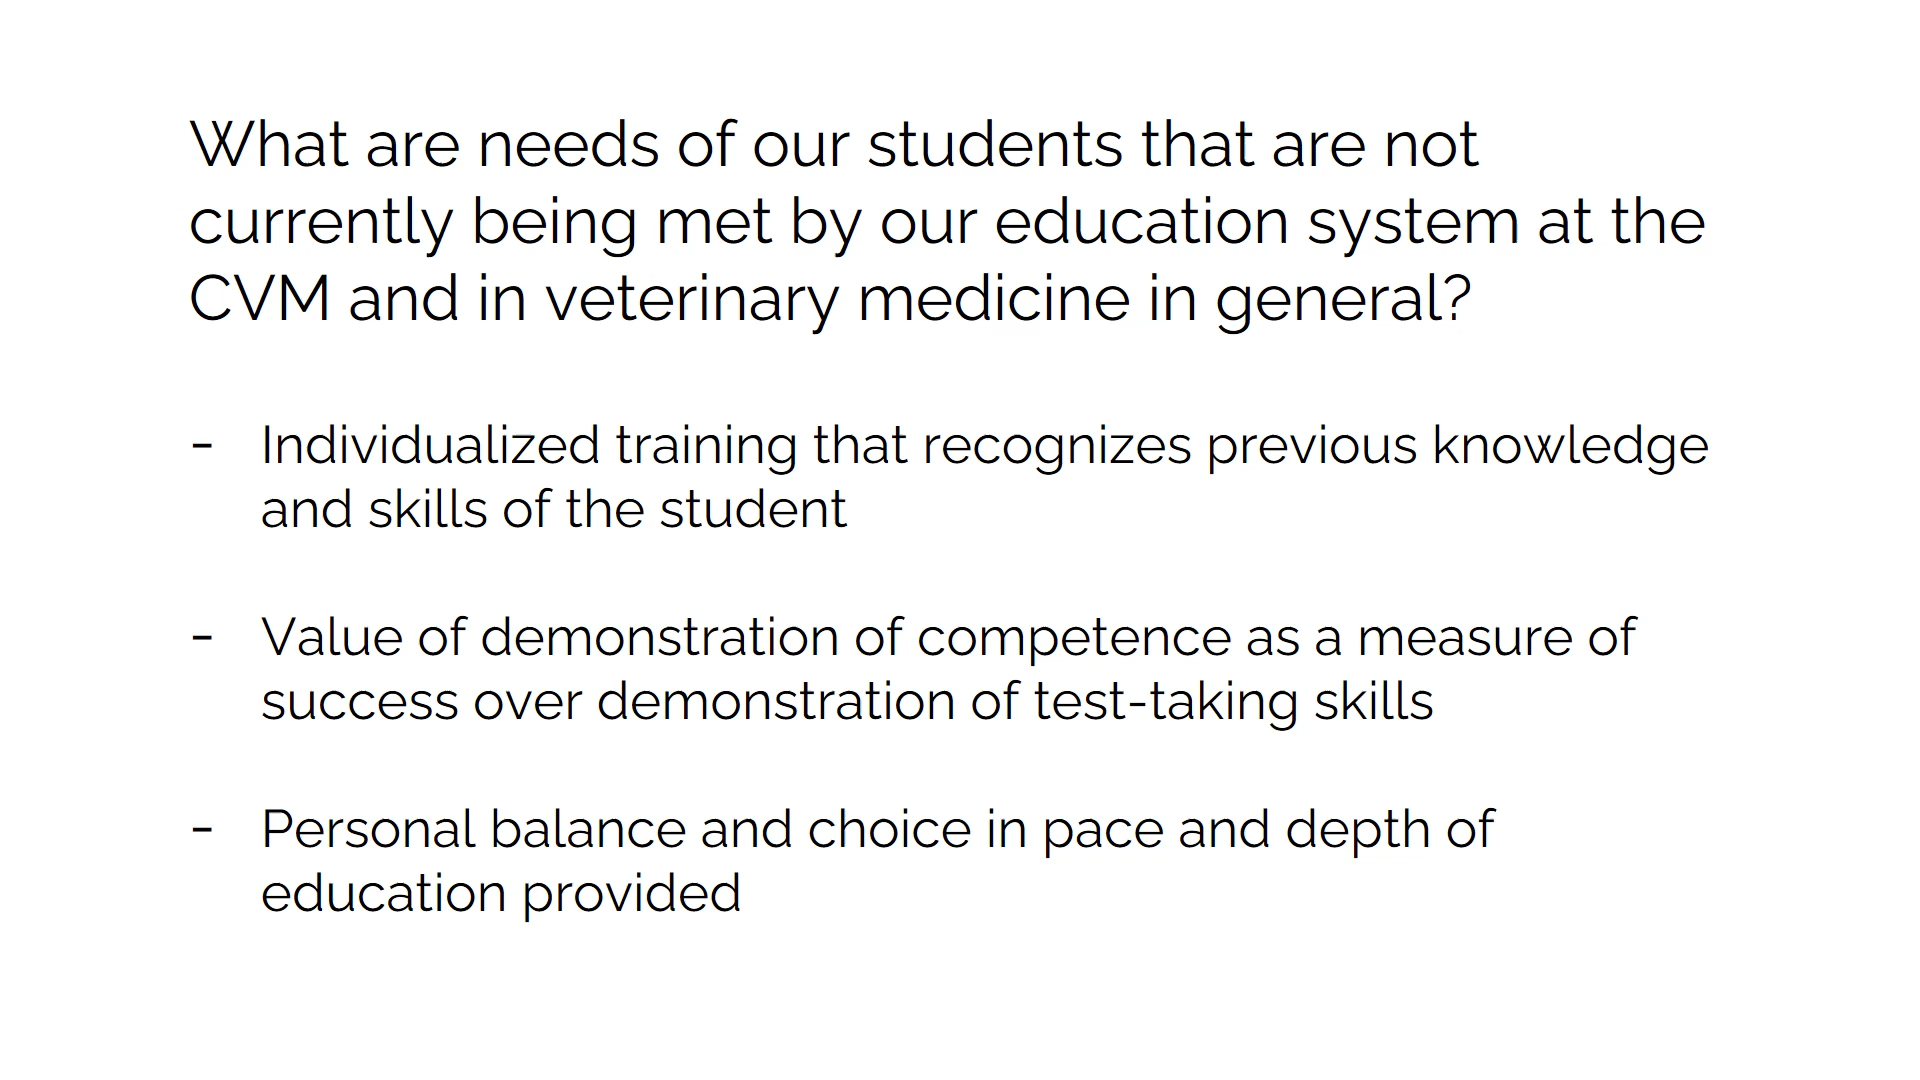 What are needs of our students that are not
currently being met by our education system at the
CVM and in veterinary medicine in general?
- Individualized training that recognizes previous knowledge
and skills of the student
- Value of demonstration of competence as a measure of
success over demonstration of test-taking skills
- Personal balance and choice in pace and depth of
education provided